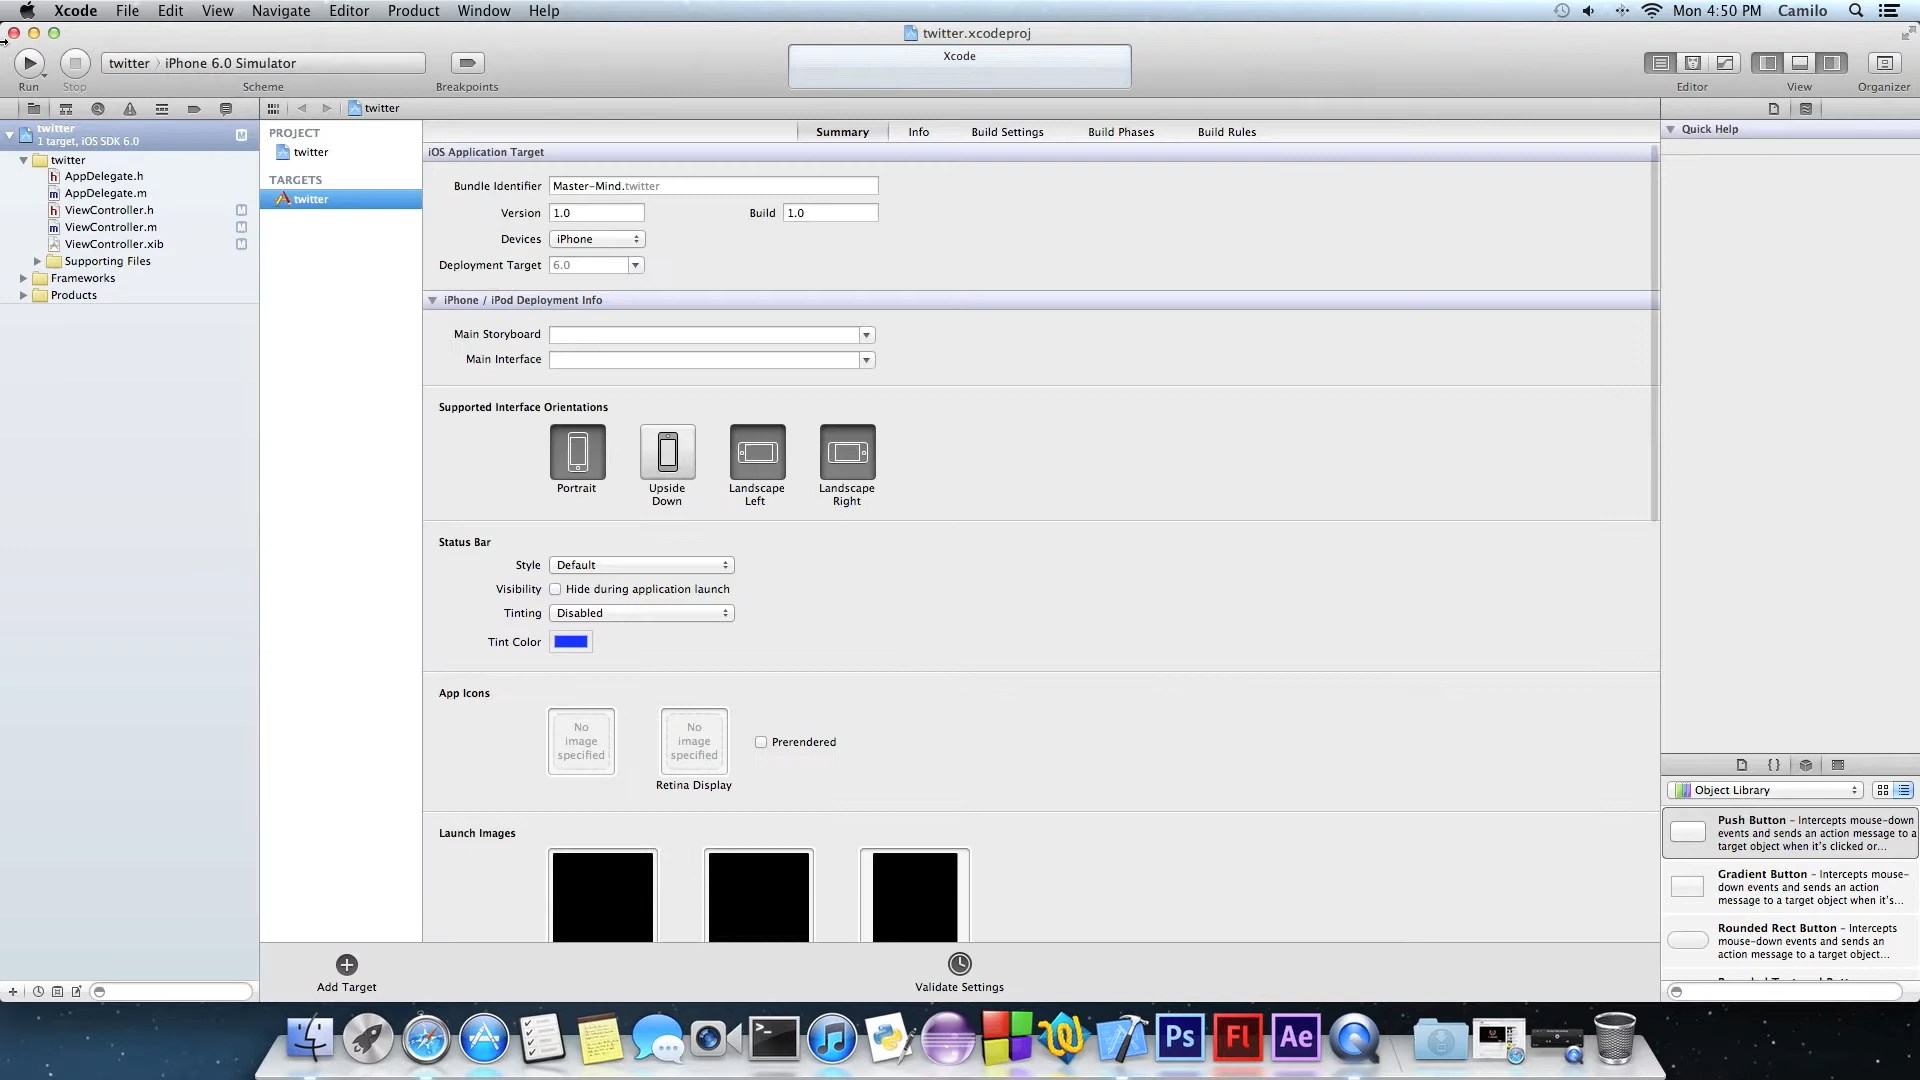 Xcode File Edit View Navigate Editor Product Window Help Mon 4:50 PM Camilo
twitter.xcodeproj
twitter iPhone 6.0 Simulator
Xcode
Run Stop Scheme Breakpoints Editor View Organizer
twitter
1 target, iOS SDK 6.0
M
twitter
AppDelegate.h
AppDelegate.m
ViewController.h M
ViewController.m M
ViewController.xib M
Supporting Files
Frameworks
Products
twitter
PROJECT
twitter
TARGETS
twitter
Summary Info Build Settings Build Phases Build Rules
iOS Application Target
Bundle Identifier Master-Mind.twitter
Version 1.0 Build 1.0
Devices iPhone
Deployment Target 6.0
iPhone / iPod Deployment Info
Main Storyboard
Main Interface
Supported Interface Orientations
Portrait
Upside
Down
Landscape
Left
Landscape
Right
Status Bar
Style Default
Visibility Hide during application launch
Tinting Disabled
Tint Color
App Icons
No
image
specified
No
image
specified
Prerendered
Retina Display
Launch Images
Add Target
Validate Settings
Quick Help
{ }
Object Library
Push Button – Intercepts mouse-down
events and sends an action message to a
target object when it's clicked or...
Gradient Button – Intercepts mouse-
down events and sends an action
message to a target object when it's...
Rounded Rect Button – Intercepts
mouse-down events and sends an
action message to a target object...
Ps Fl Ae